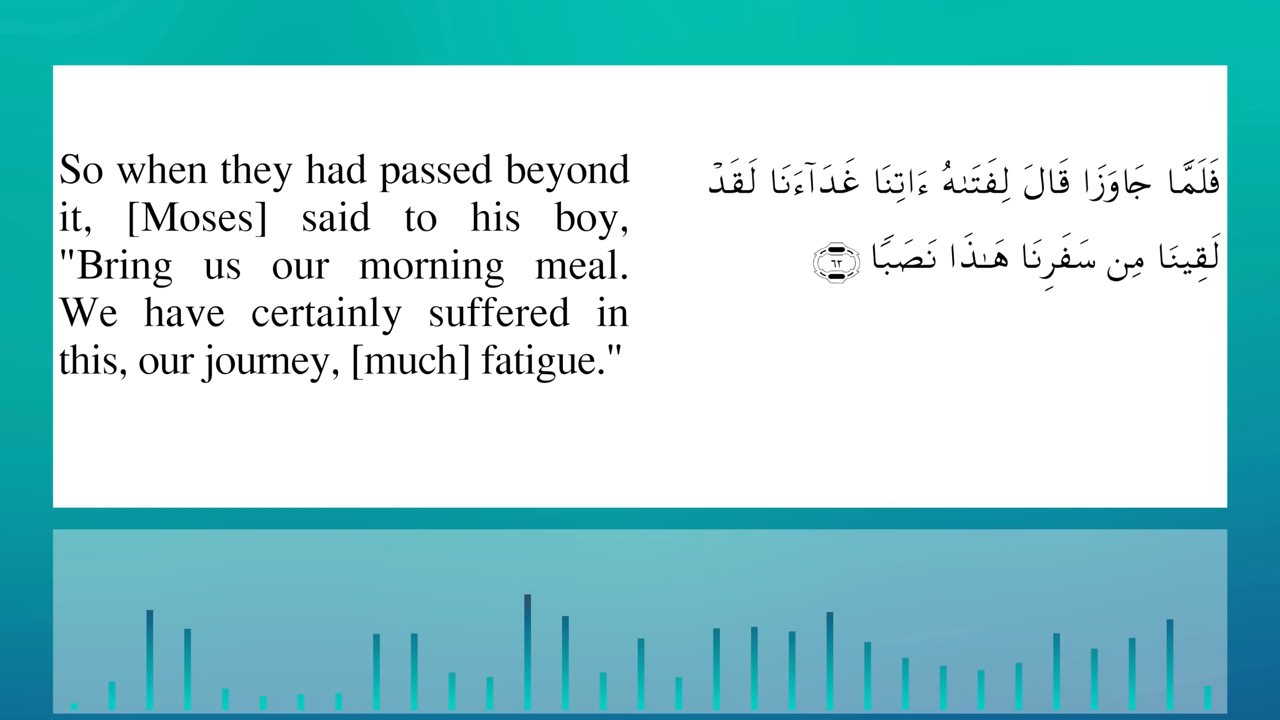 So when they had passed beyond
it, [Moses] said to his boy,
"Bring us our morning meal.
We have certainly suffered in
this, our journey, [much] fatigue."
فَلَمَّا جَاوَزَا قَالَ لِفَتَىٰهُ ءَاتِنَا غَدَآءَنَا لَقَدْ
لَقِينَا مِن سَفَرِنَا هَـٰذَا نَصَبًا ٦٢